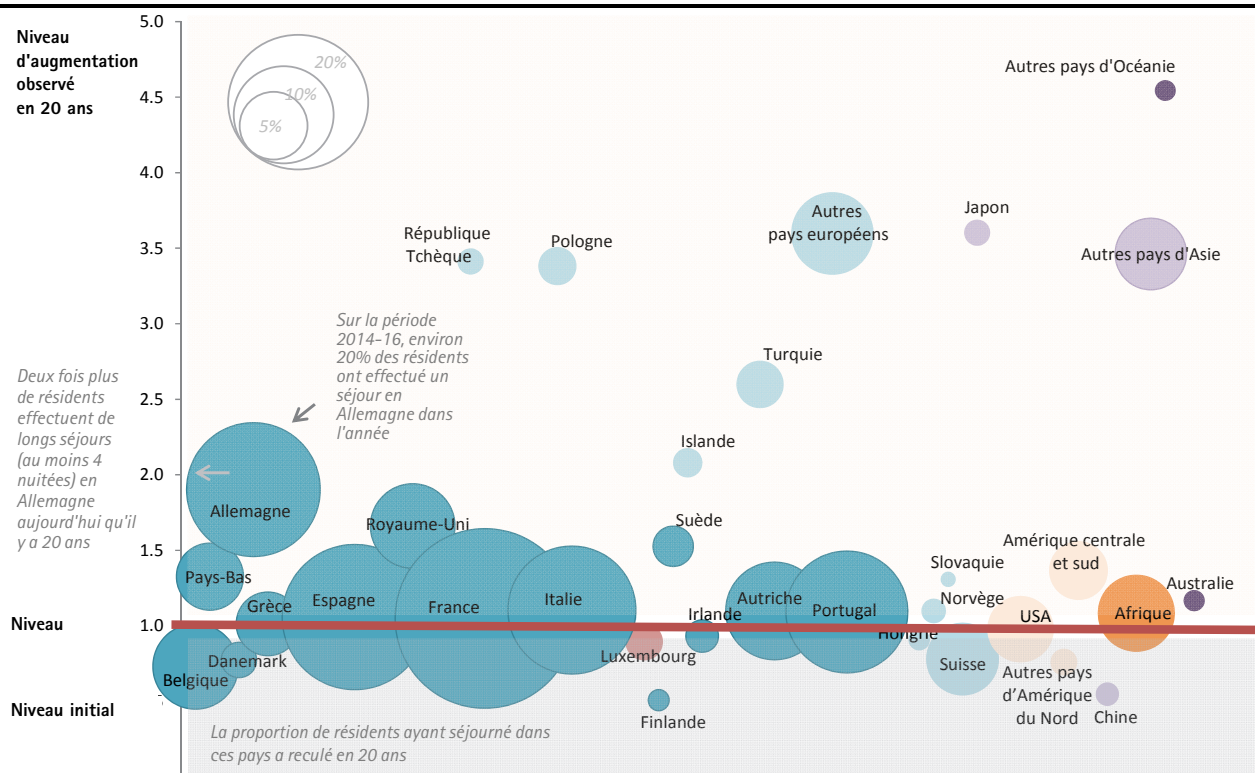 Niveau
d'augmentation
observé
en 20 ans
5.0
4.5
4.0
3.5
3.0
2.5
2.0
1.5
1.0
20%
10%
5%
Autres pays d'Océanie
République
Tchèque
Pologne
Autres
pays européens
Japon
Autres pays d'Asie
Sur la période
2014-16, environ
20% des résidents
ont effectué un
séjour en
Allemagne dans
l'année
Deux fois plus
de résidents
effectuent de
longs séjours
(au moins 4
nuitées) en
Allemagne
aujourd'hui qu'il
y a 20 ans
Turquie
Islande
Allemagne
Royaume-Uni
Suède
Pays-Bas
Grèce
Espagne
France
Italie
Irlande
Autriche
Portugal
Slovaquie
Norvège
Hongrie
Amérique centrale
et sud
USA
Afrique
Australie
Niveau
Belgique
Danemark
Luxembourg
Finlande
Suisse
Autres pays
d’Amérique
du Nord
Chine
Niveau initial
La proportion de résidents ayant séjourné dans
ces pays a reculé en 20 ans